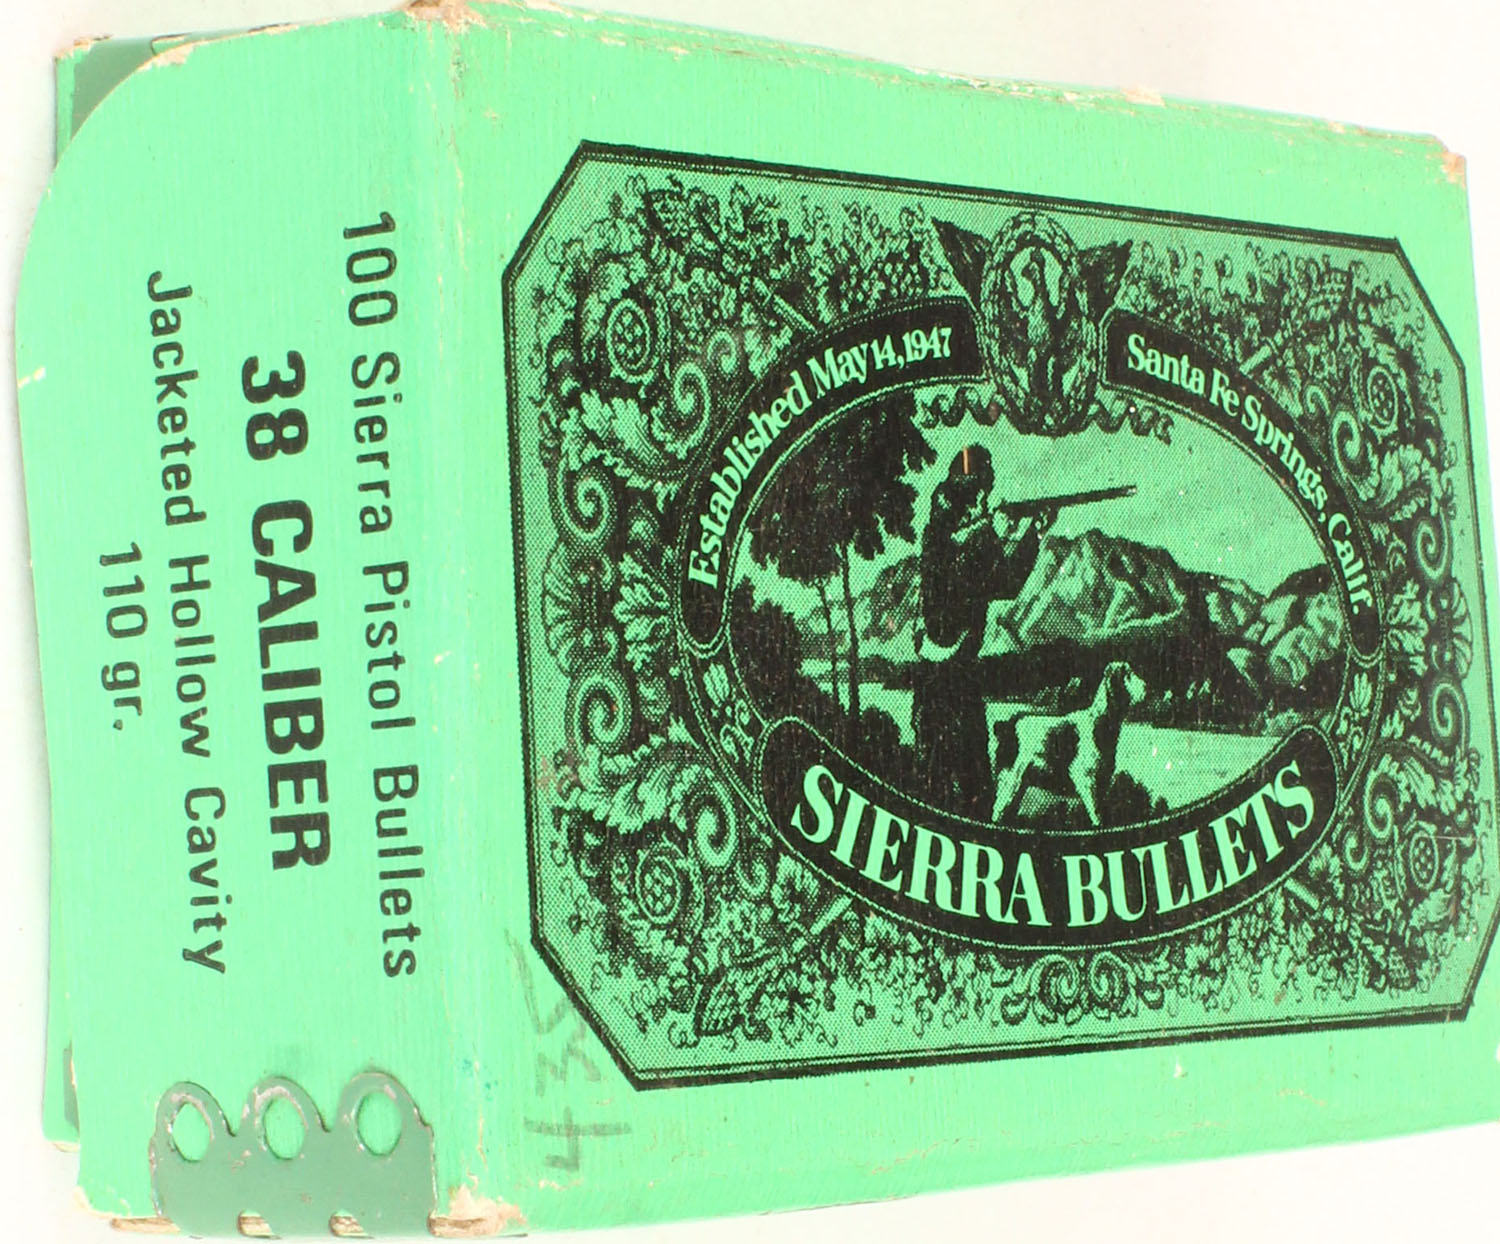 100 Sierra Pistol Bullets
38 CALIBER
Jacketed Hollow Cavity
110 gr.
Established May 14, 1947
Santa Fe Springs, Calif.
SIERRA BULLETS